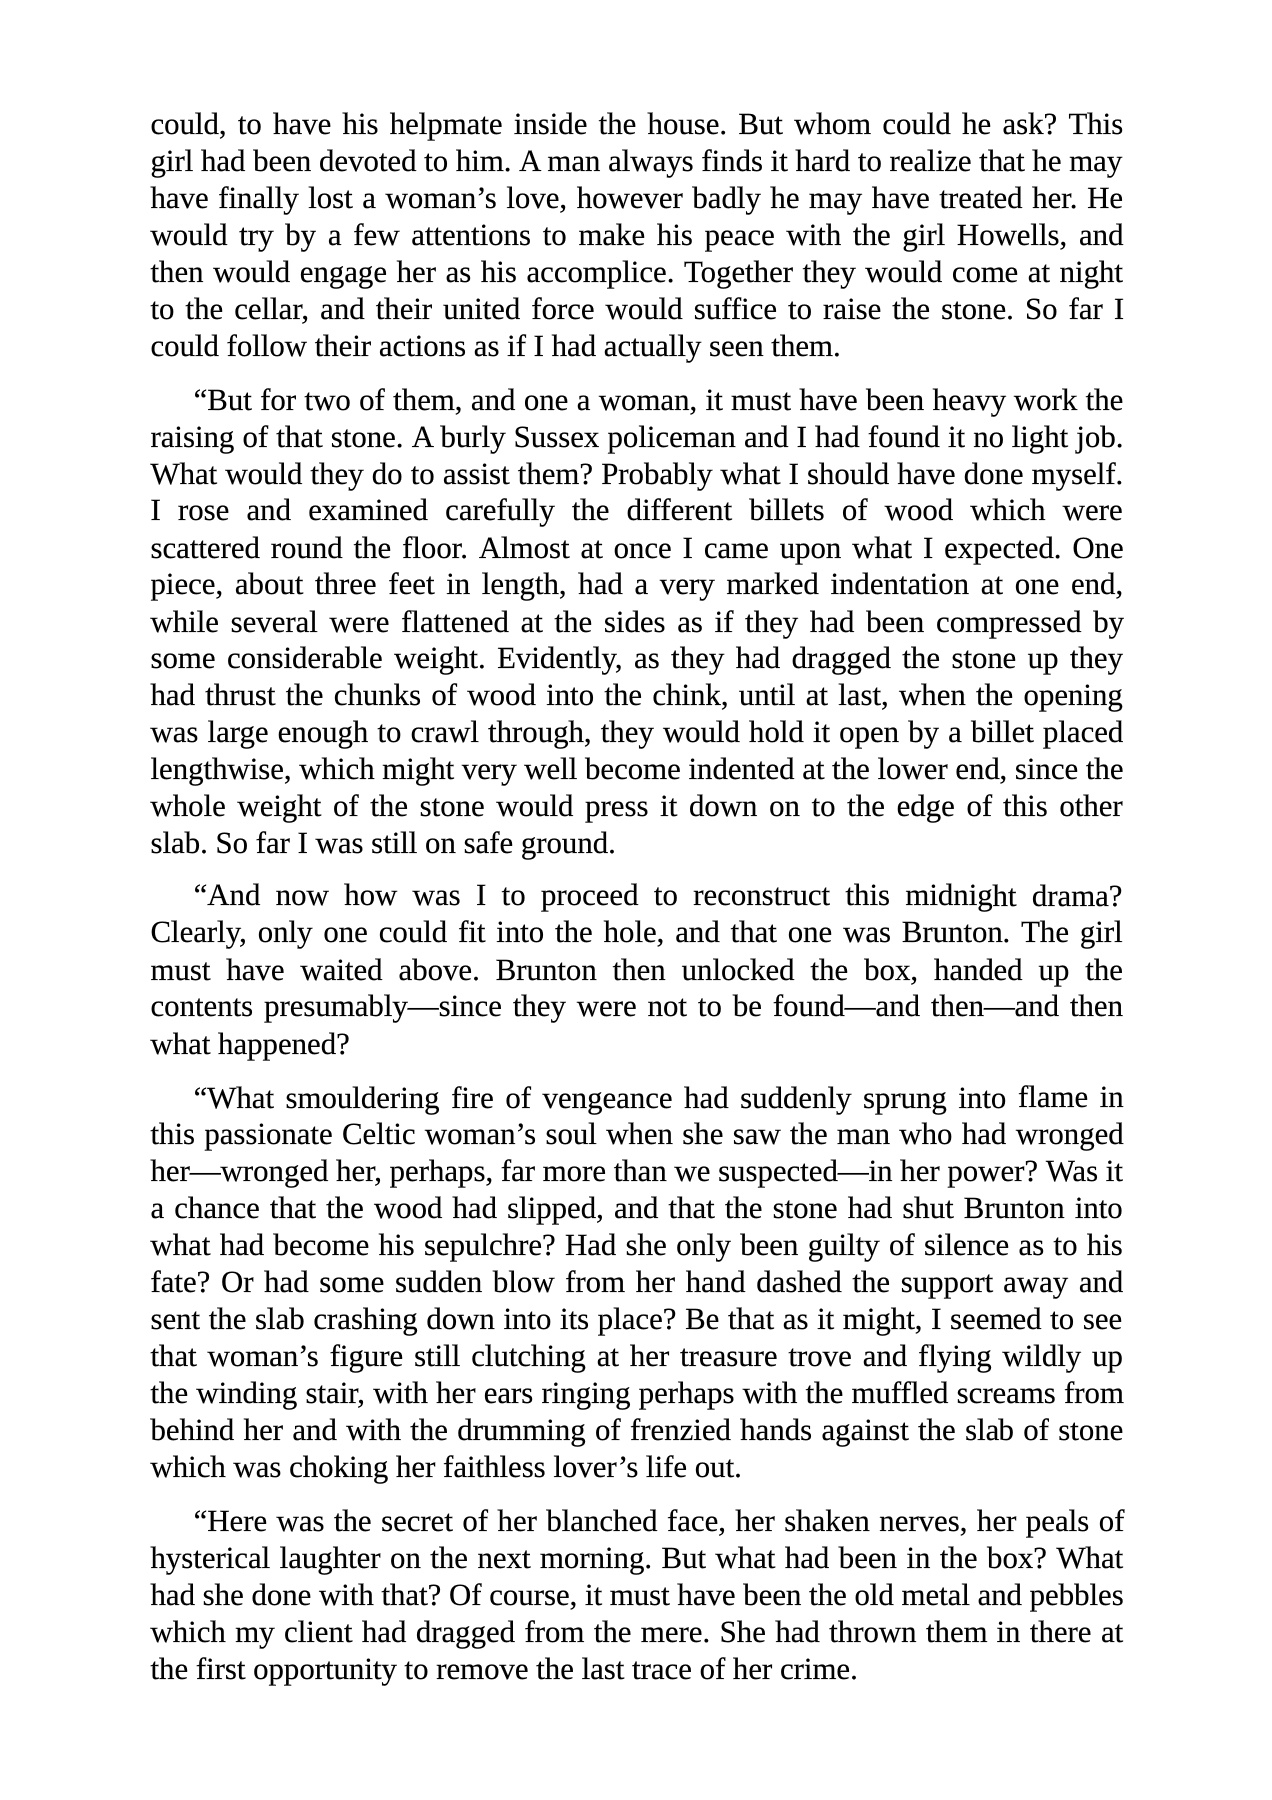 could, to have his helpmate inside the house. But whom could he ask? This
girl had been devoted to him. A man always finds it hard to realize that he may
have finally lost a woman’s love, however badly he may have treated her. He
would try by a few attentions to make his peace with the girl Howells, and
then would engage her as his accomplice. Together they would come at night
to the cellar, and their united force would suffice to raise the stone. So far I
could follow their actions as if I had actually seen them.
“But for two of them, and one a woman, it must have been heavy work the
raising of that stone. A burly Sussex policeman and I had found it no light job.
What would they do to assist them? Probably what I should have done myself.
I rose and examined carefully the different billets of wood which were
scattered round the floor. Almost at once I came upon what I expected. One
piece, about three feet in length, had a very marked indentation at one end,
while several were flattened at the sides as if they had been compressed by
some considerable weight. Evidently, as they had dragged the stone up they
had thrust the chunks of wood into the chink, until at last, when the opening
was large enough to crawl through, they would hold it open by a billet placed
lengthwise, which might very well become indented at the lower end, since the
whole weight of the stone would press it down on to the edge of this other
slab. So far I was still on safe ground.
“And now how was I to proceed to reconstruct this midnight drama?
Clearly, only one could fit into the hole, and that one was Brunton. The girl
must have waited above. Brunton then unlocked the box, handed up the
contents presumably—since they were not to be found—and then—and then
what happened?
“What smouldering fire of vengeance had suddenly sprung into flame in
this passionate Celtic woman’s soul when she saw the man who had wronged
her—wronged her, perhaps, far more than we suspected—in her power? Was it
a chance that the wood had slipped, and that the stone had shut Brunton into
what had become his sepulchre? Had she only been guilty of silence as to his
fate? Or had some sudden blow from her hand dashed the support away and
sent the slab crashing down into its place? Be that as it might, I seemed to see
that woman’s figure still clutching at her treasure trove and flying wildly up
the winding stair, with her ears ringing perhaps with the muffled screams from
behind her and with the drumming of frenzied hands against the slab of stone
which was choking her faithless lover’s life out.
“Here was the secret of her blanched face, her shaken nerves, her peals of
hysterical laughter on the next morning. But what had been in the box? What
had she done with that? Of course, it must have been the old metal and pebbles
which my client had dragged from the mere. She had thrown them in there at
the first opportunity to remove the last trace of her crime.